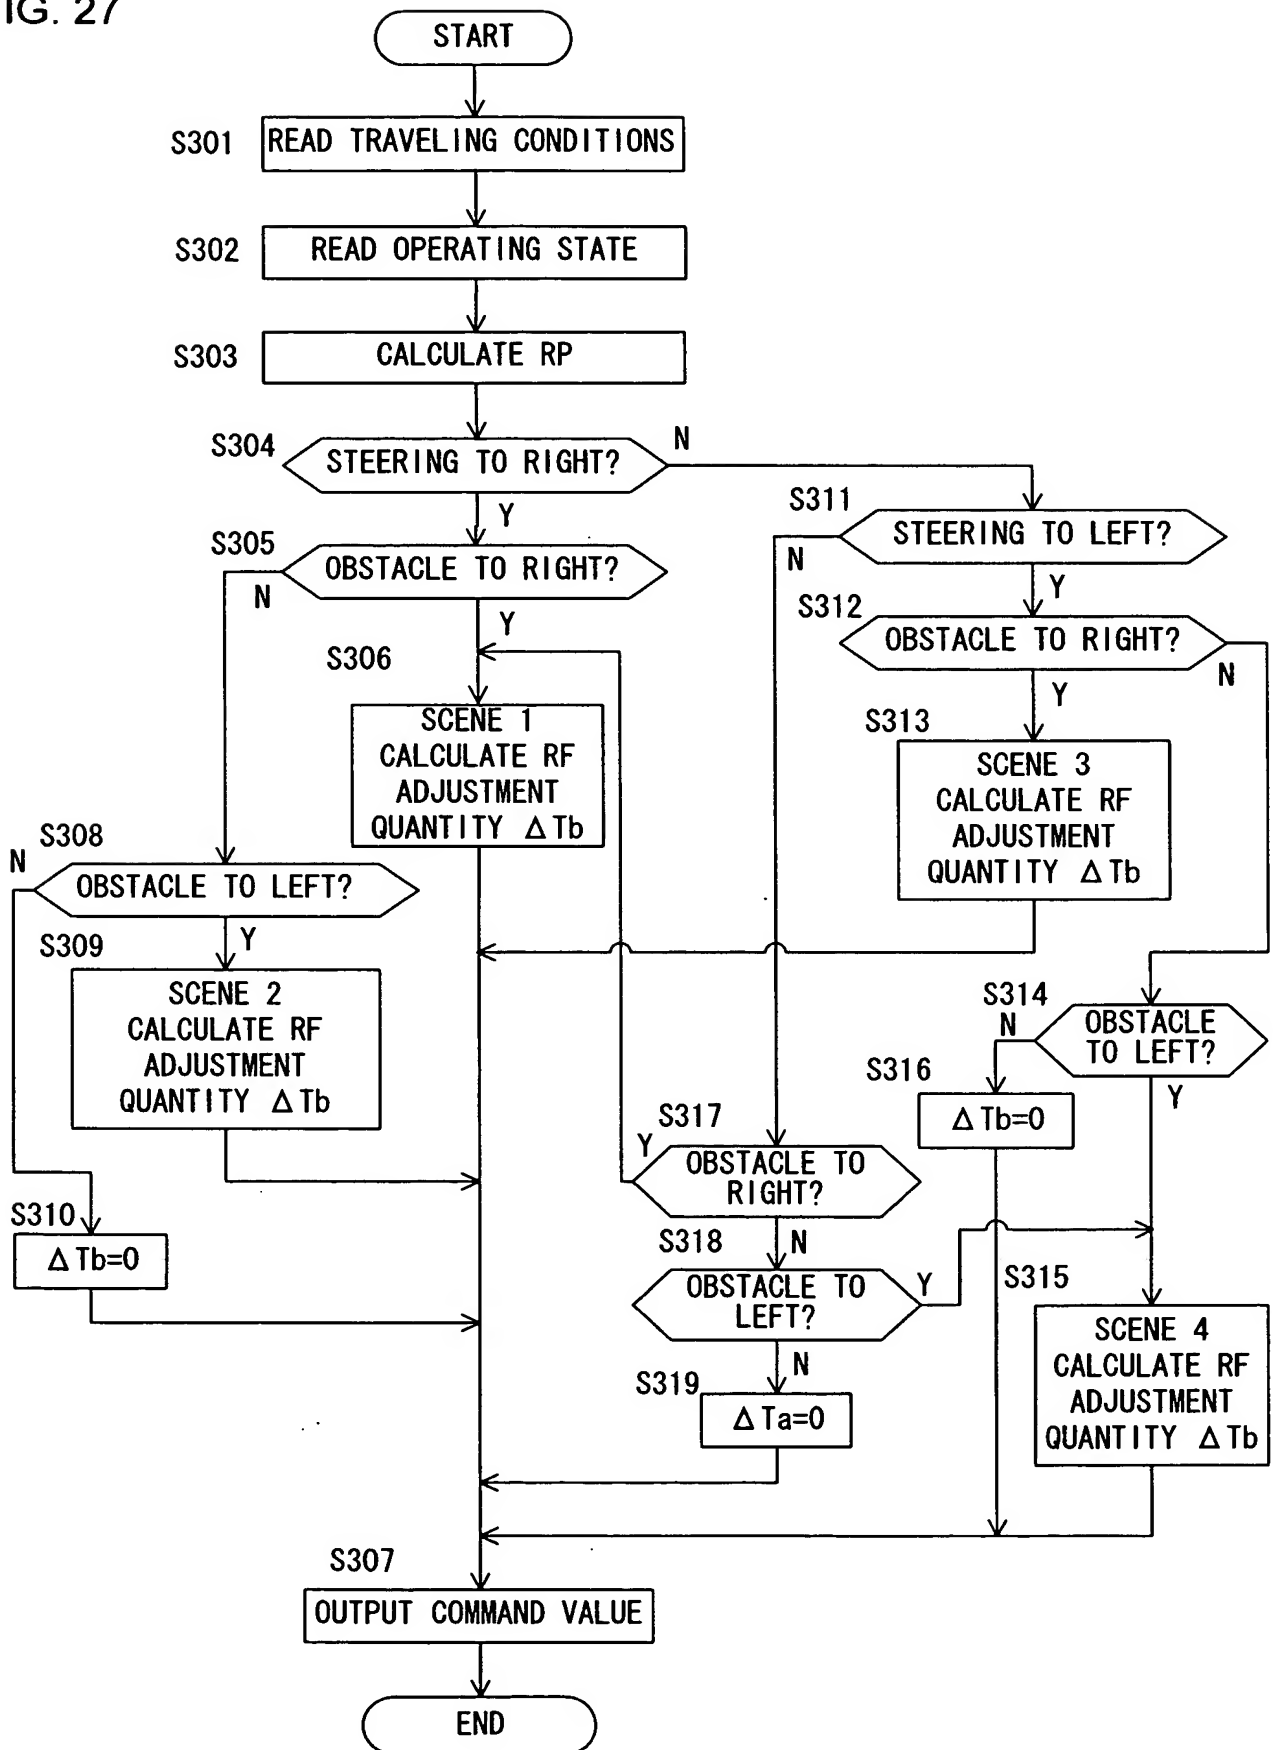 IG. 27
START
S301
READ TRAVELING CONDITIONS
S302
READ OPERATING STATE
S303
CALCULATE RP
S304
STEERING TO RIGHT?
N
Y
S305
OBSTACLE TO RIGHT?
N
Y
S306
SCENE 1
CALCULATE RF
ADJUSTMENT
QUANTITY ΔTb
S308
N
OBSTACLE TO LEFT?
Y
S309
SCENE 2
CALCULATE RF
ADJUSTMENT
QUANTITY ΔTb
S310
ΔTb=0
S311
STEERING TO LEFT?
N
Y
S312
OBSTACLE TO RIGHT?
N
Y
S313
SCENE 3
CALCULATE RF
ADJUSTMENT
QUANTITY ΔTb
S314
N
OBSTACLE
TO LEFT?
Y
S316
ΔTb=0
S317
Y
OBSTACLE TO
RIGHT?
N
S318
OBSTACLE TO
LEFT?
Y
N
S315
SCENE 4
CALCULATE RF
ADJUSTMENT
QUANTITY ΔTb
S319
ΔTa=0
S307
OUTPUT COMMAND VALUE
END